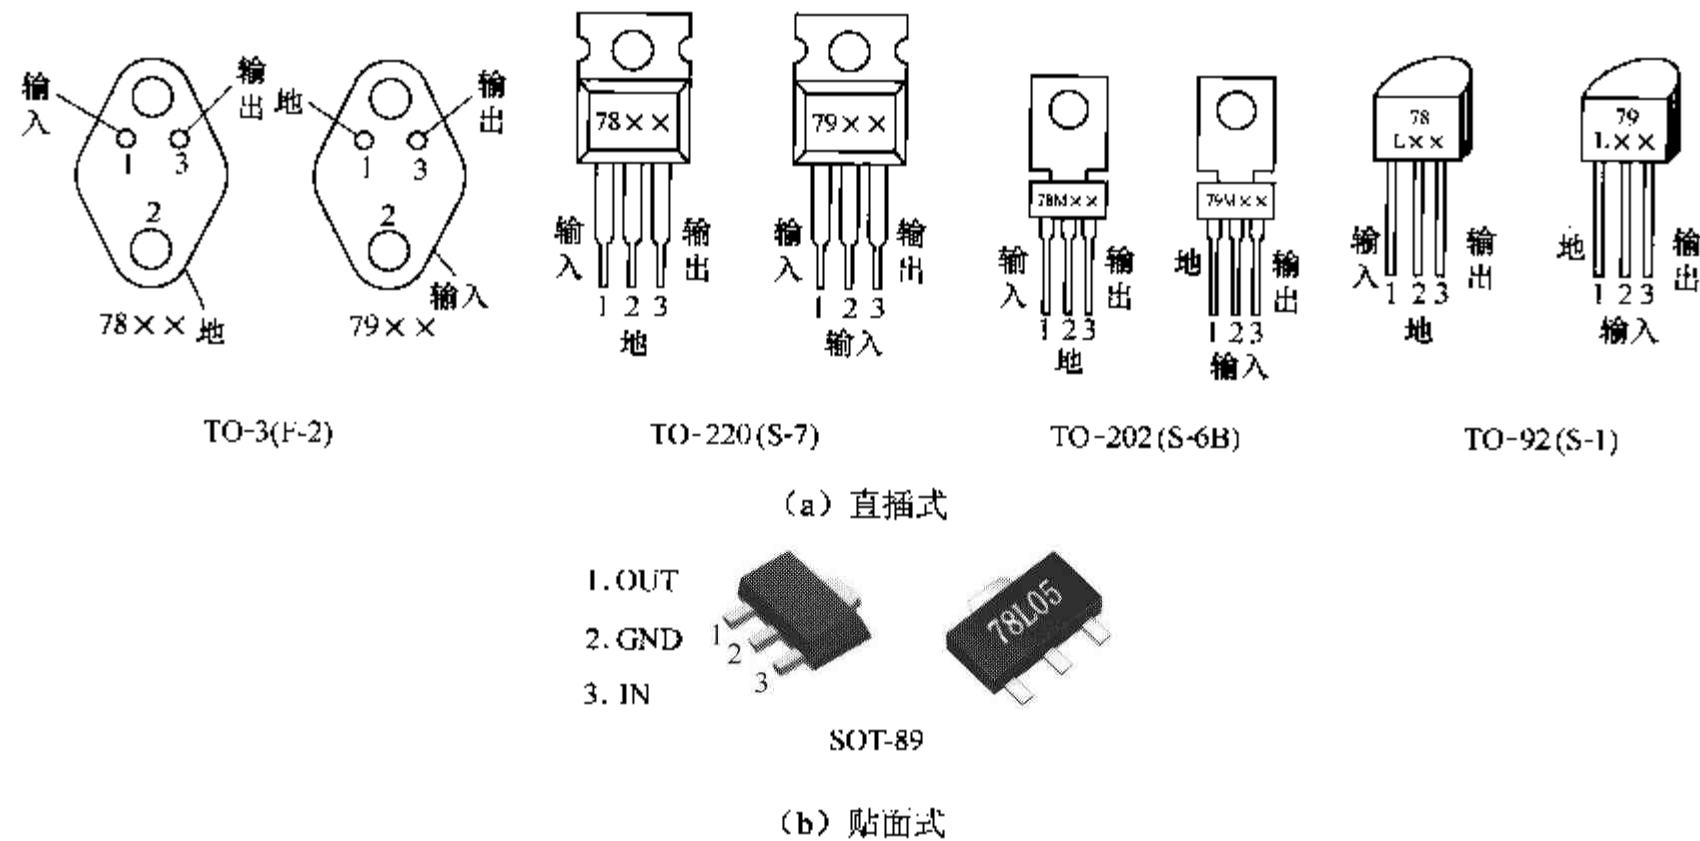 输入
输出
地
输出
1
3
1
3
2
2
78××
地
79××
输入
TO-3(F-2)
78××
79××
输入
输出
输入
输出
1 2 3
1 2 3
地
输入
TO-220(S-7)
78M××
79M××
输入
输出
地
输出
1 2 3
1 2 3
地
输入
TO-202(S-6B)
78
L××
79
L××
输入
输出
地
输出
1 2 3
1 2 3
地
输入
TO-92(S-1)
(a) 直插式
1.OUT
2.GND
3.IN
1
2
3
78L05
SOT-89
(b) 贴面式